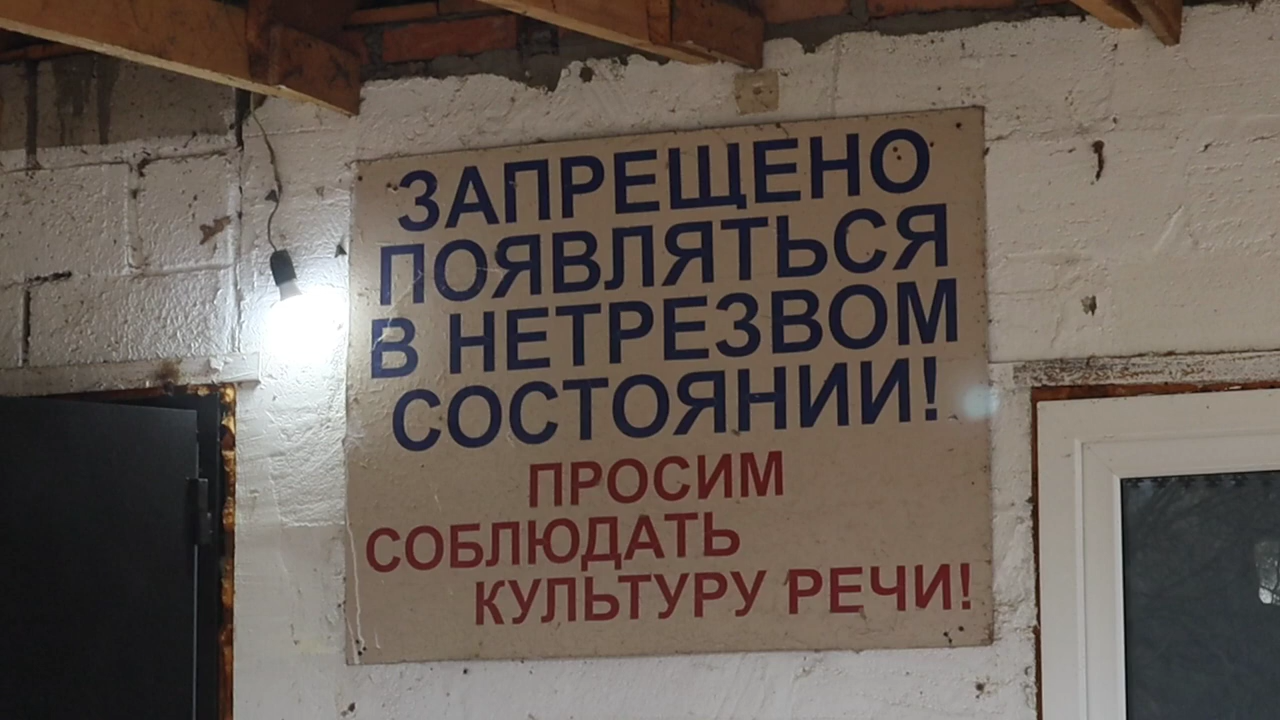 ЗАПРЕЩЕНО
ПОЯВЛЯТЬСЯ
В НЕТРЕЗВОМ
СОСТОЯНИИ!
ПРОСИМ
СОБЛЮДАТЬ
КУЛЬТУРУ РЕЧИ!